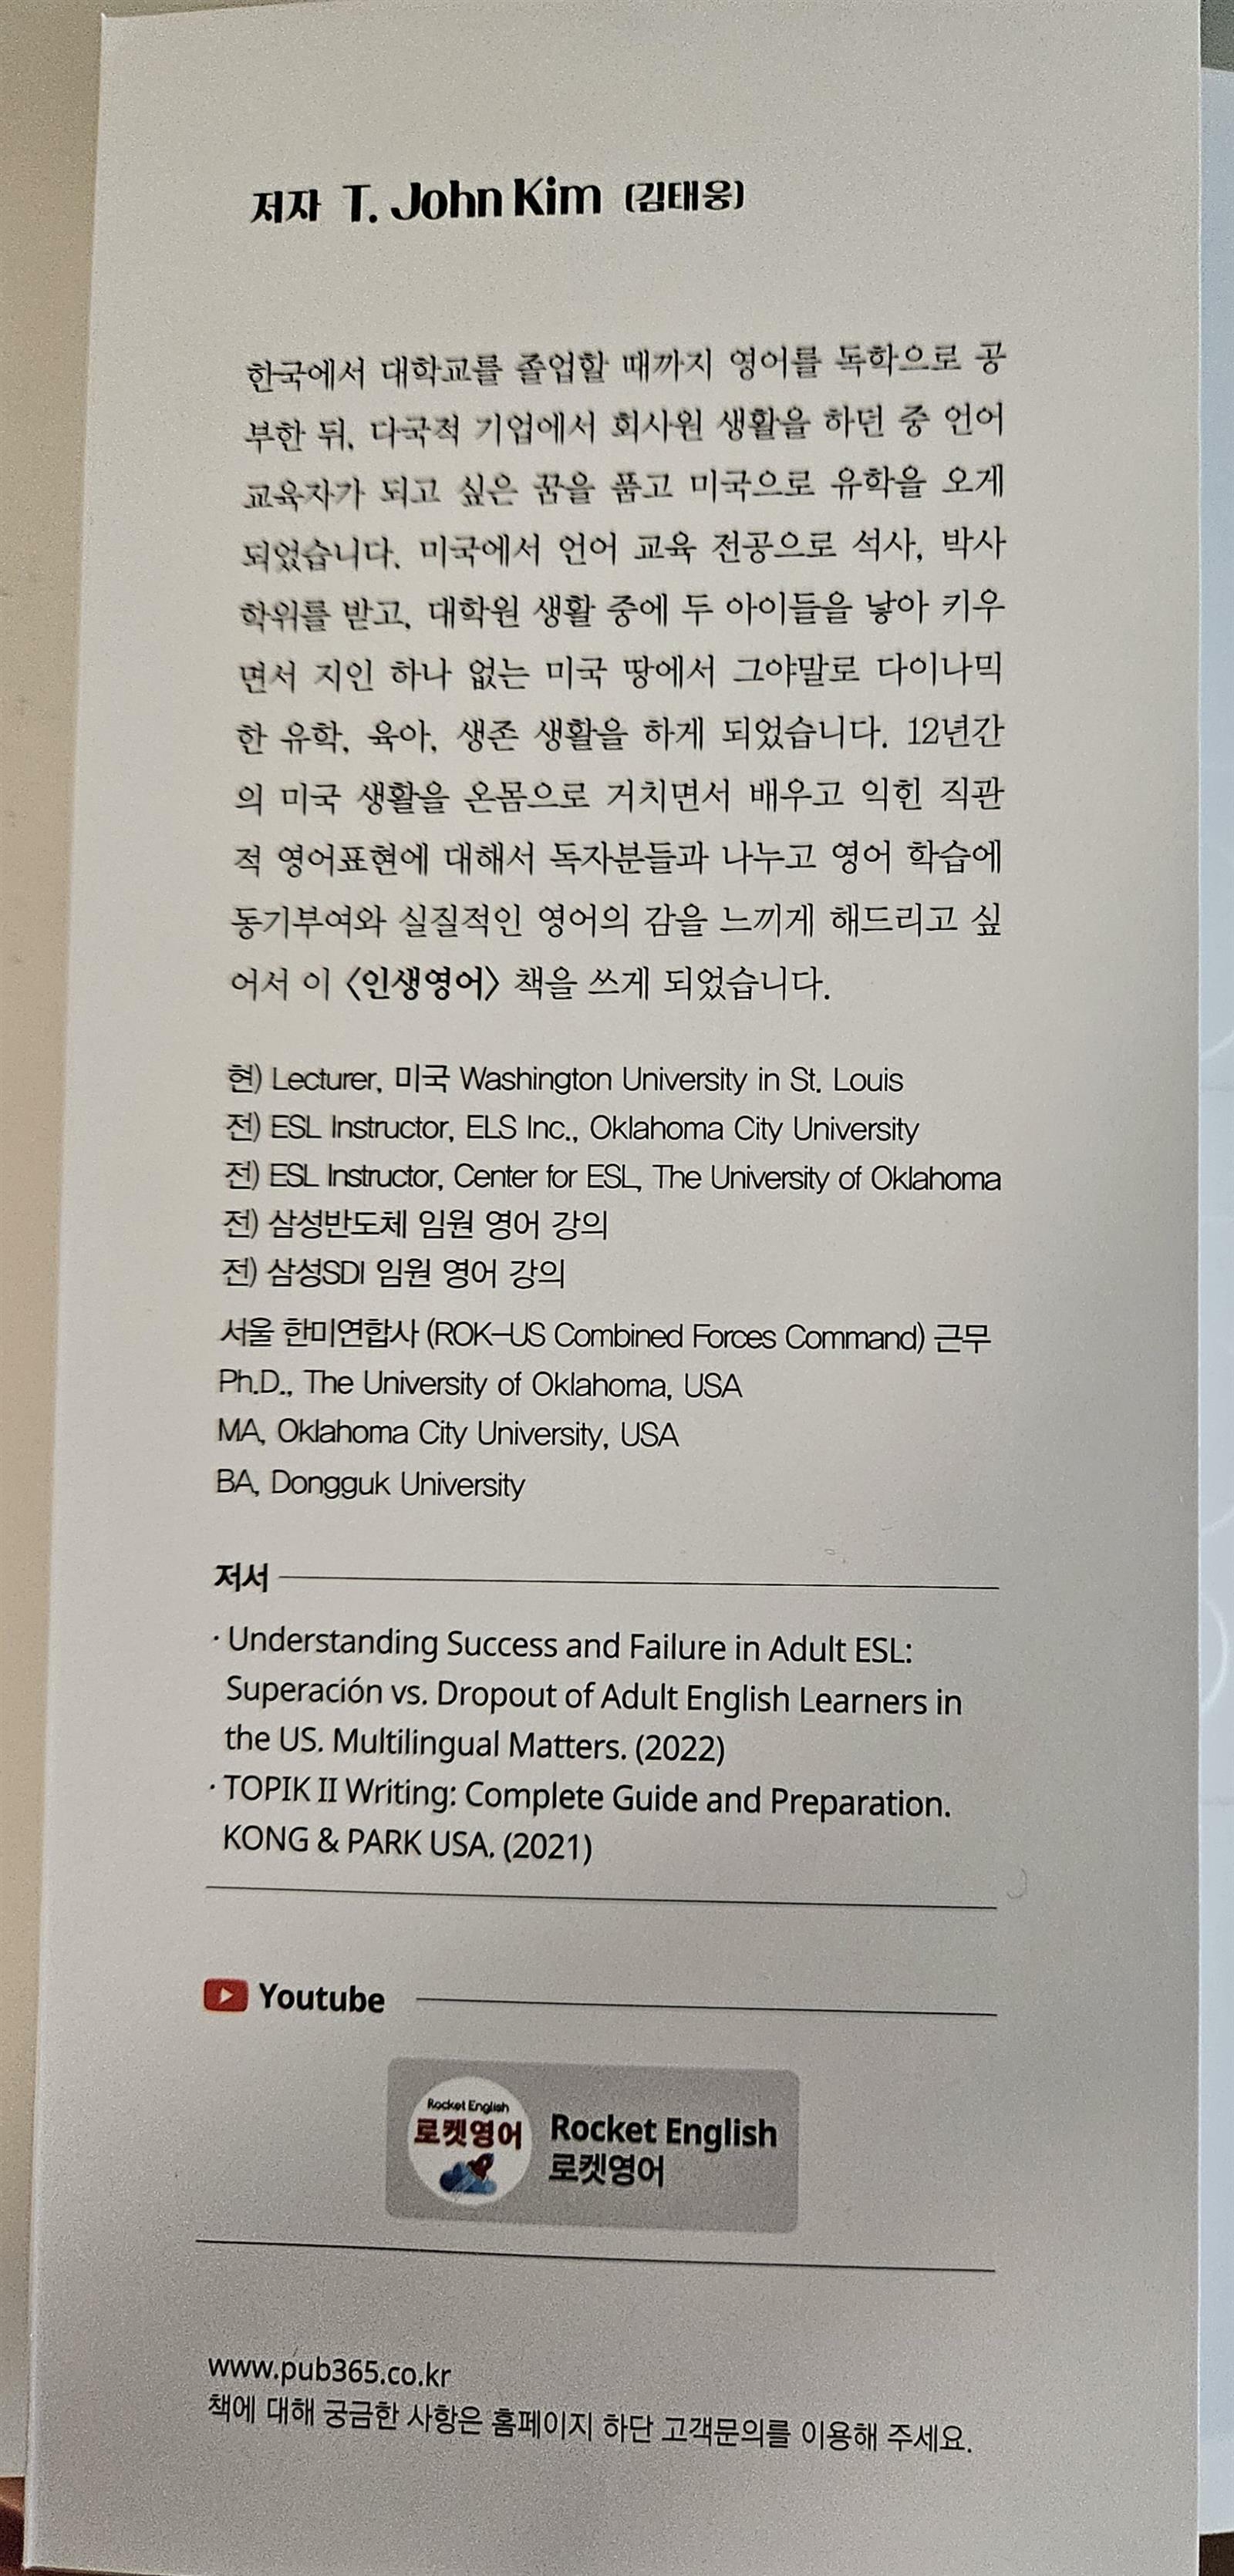 저자 T. John Kim (김태웅)
한국에서 대학교를 졸업할 때까지 영어를 독학으로 공
부한 뒤, 다국적 기업에서 회사원 생활을 하던 중 언어
교육자가 되고 싶은 꿈을 품고 미국으로 유학을 오게
되었습니다. 미국에서 언어 교육 전공으로 석사, 박사
학위를 받고, 대학원 생활 중에 두 아이들을 낳아 키우
면서 지인 하나 없는 미국 땅에서 그야말로 다이나믹
한 유학, 육아, 생존 생활을 하게 되었습니다. 12년간
의 미국 생활을 온몸으로 거치면서 배우고 익힌 직관
적 영어표현에 대해서 독자분들과 나누고 영어 학습에
동기부여와 실질적인 영어의 감을 느끼게 해드리고 싶
어서 이 〈인생영어〉 책을 쓰게 되었습니다.
현) Lecturer, 미국 Washington University in St. Louis
전) ESL Instructor, ELS Inc., Oklahoma City University
전) ESL Instructor, Center for ESL, The University of Oklahoma
전) 삼성반도체 임원 영어 강의
전) 삼성SDI 임원 영어 강의
서울 한미연합사 (ROK-US Combined Forces Command) 근무
Ph.D., The University of Oklahoma, USA
MA, Oklahoma City University, USA
BA, Dongguk University
저서
· Understanding Success and Failure in Adult ESL:
Superación vs. Dropout of Adult English Learners in
the US. Multilingual Matters. (2022)
· TOPIK II Writing: Complete Guide and Preparation.
KONG & PARK USA. (2021)
Youtube
Rocket English
로켓영어
Rocket English
로켓영어
www.pub365.co.kr
책에 대해 궁금한 사항은 홈페이지 하단 고객문의를 이용해 주세요.